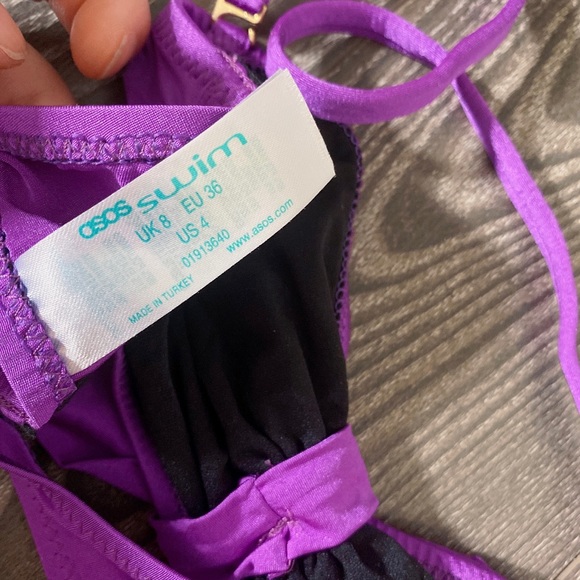 asos swim
UK 8 EU 36
US 4
01913640
www.asos.com
MADE IN TURKEY